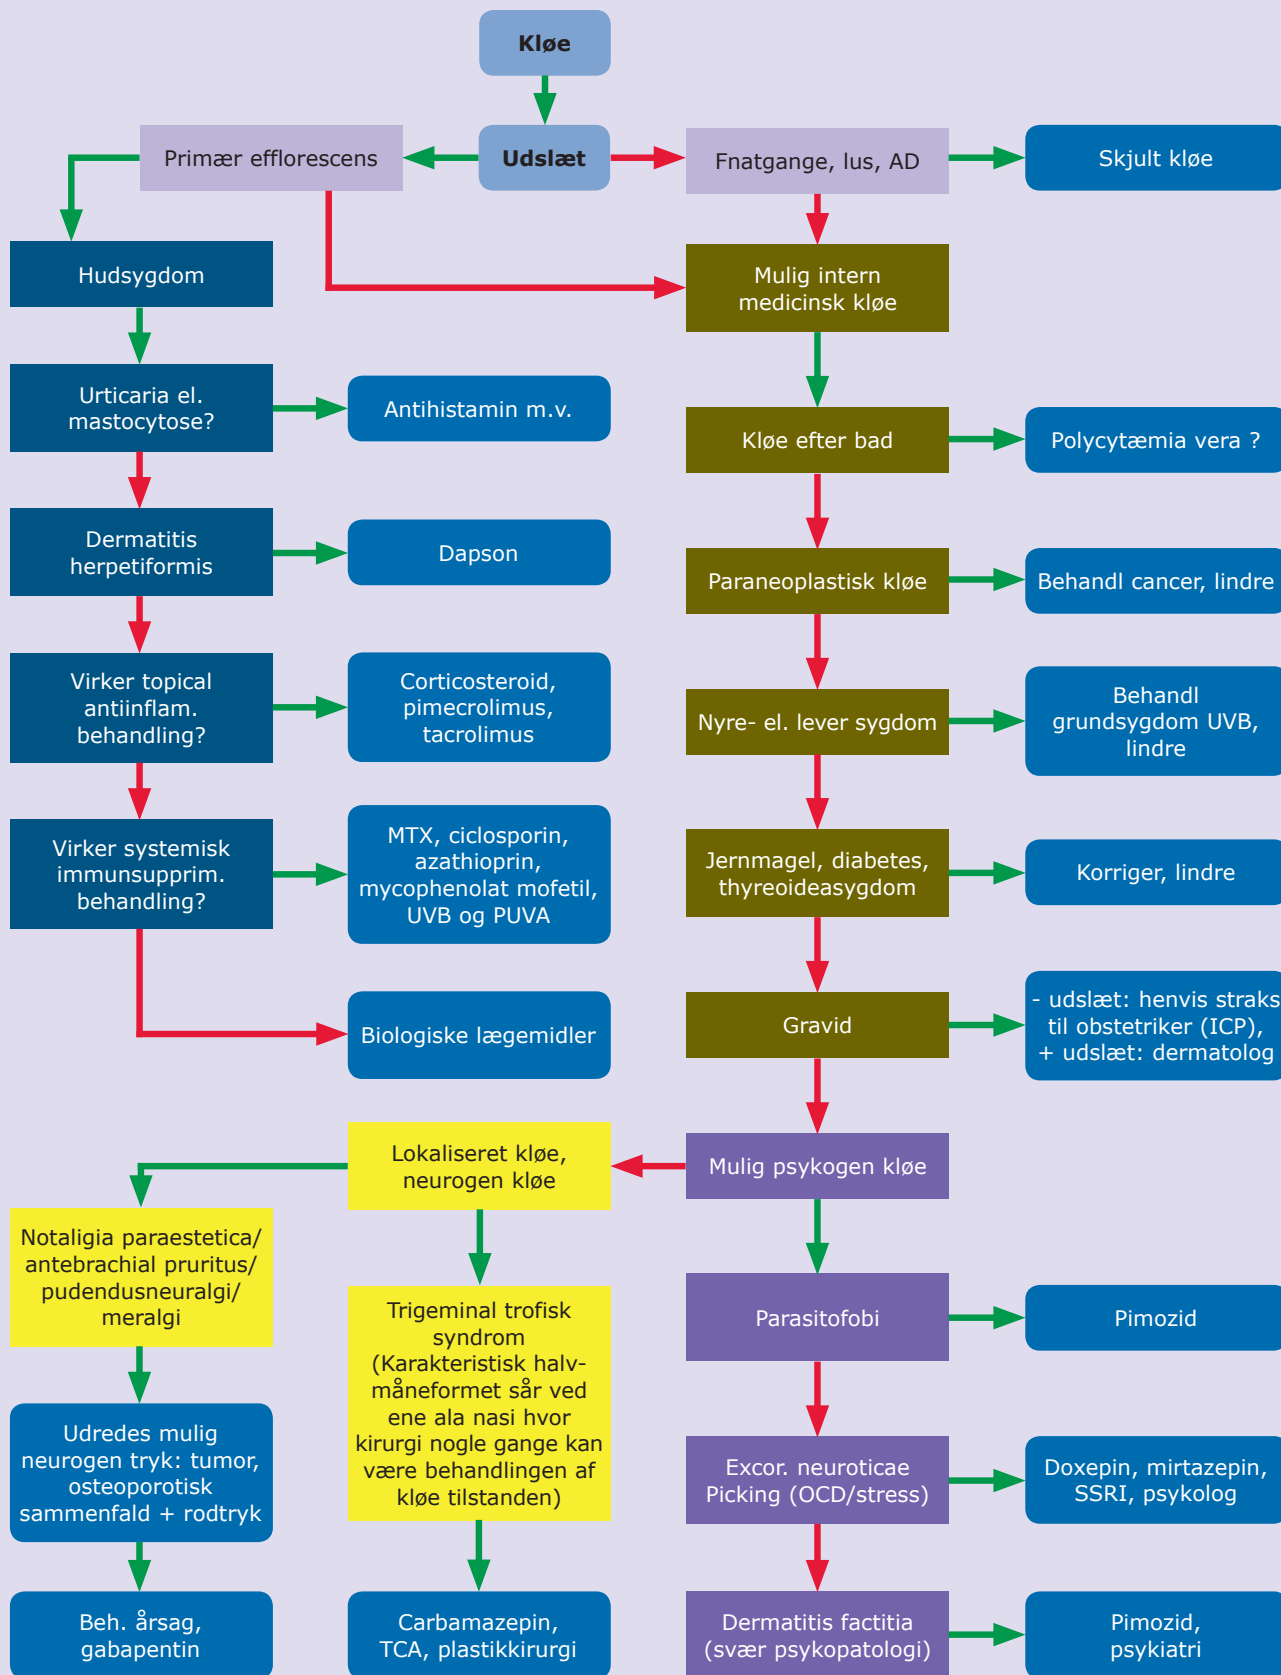 Kløe
Udslæt
Primær efflorescens
Fnatgange, lus, AD
Skjult kløe
Hudsygdom
Mulig intern
medicinsk kløe
Urticaria el.
mastocytose?
Antihistamin m.v.
Kløe efter bad
Polycytæmia vera ?
Dermatitis
herpetiformis
Dapson
Paraneoplastisk kløe
Behandl cancer, lindre
Virker topical
antiinflam.
behandling?
Corticosteroid,
pimecrolimus,
tacrolimus
Nyre- el. lever sygdom
Behandl
grundsygdom UVB,
lindre
Virker systemisk
immunsupprim.
behandling?
MTX, ciclosporin,
azathioprin,
mycophenolat mofetil,
UVB og PUVA
Jernmagel, diabetes,
thyreoideasygdom
Korriger, lindre
Biologiske lægemidler
Gravid
- udslæt: henvis straks
til obstetriker (ICP),
+ udslæt: dermatolog
Lokaliseret kløe,
neurogen kløe
Mulig psykogen kløe
Notaligia paraestetica/
antebrachial pruritus/
pudendusneuralgi/
meralgi
Trigeminal trofisk
syndrom
(Karakteristisk halv-
måneformet sår ved
ene ala nasi hvor
kirurgi nogle gange kan
være behandlingen af
kløe tilstanden)
Parasitofobi
Pimozid
Udredes mulig
neurogen tryk: tumor,
osteoporotisk
sammenfald + rodtryk
Excor. neuroticae
Picking (OCD/stress)
Doxepin, mirtazepin,
SSRI, psykolog
Beh. årsag,
gabapentin
Carbamazepin,
TCA, plastikkirurgi
Dermatitis factitia
(svær psykopatologi)
Pimozid,
psykiatri